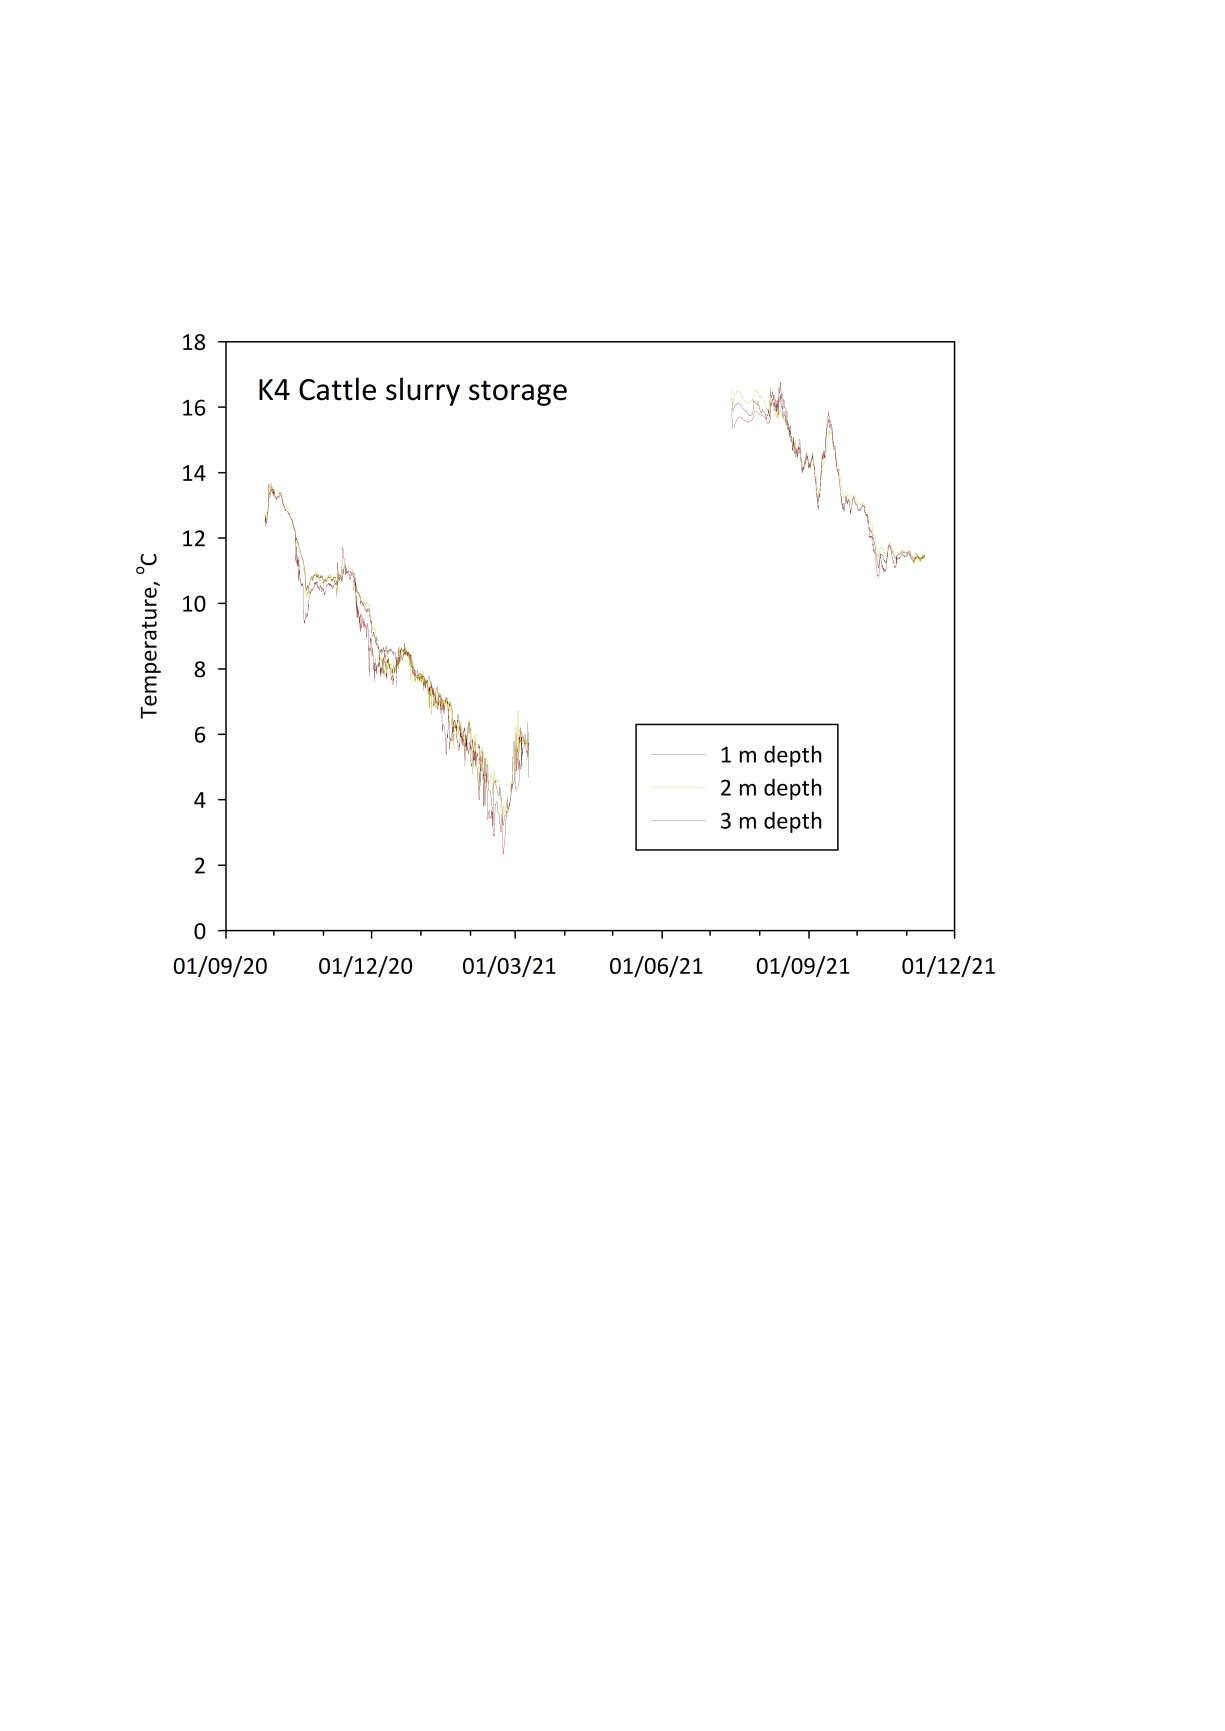 18
K4 Cattle slurry storage
16
14
12
10
8
6
4
2
0
Temperature, °C
1 m depth
2 m depth
3 m depth
01/09/20 01/12/20 01/03/21 01/06/21 01/09/21 01/12/21